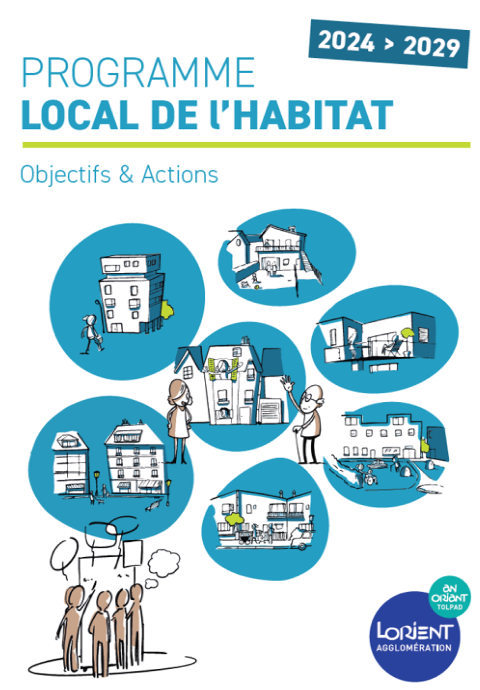 2024 > 2029
PROGRAMME
LOCAL DE l'HABITAT
Objectifs & Actions
AN
ORIANT
TOLPAD
LORIENT
AGGLOMÉRATION